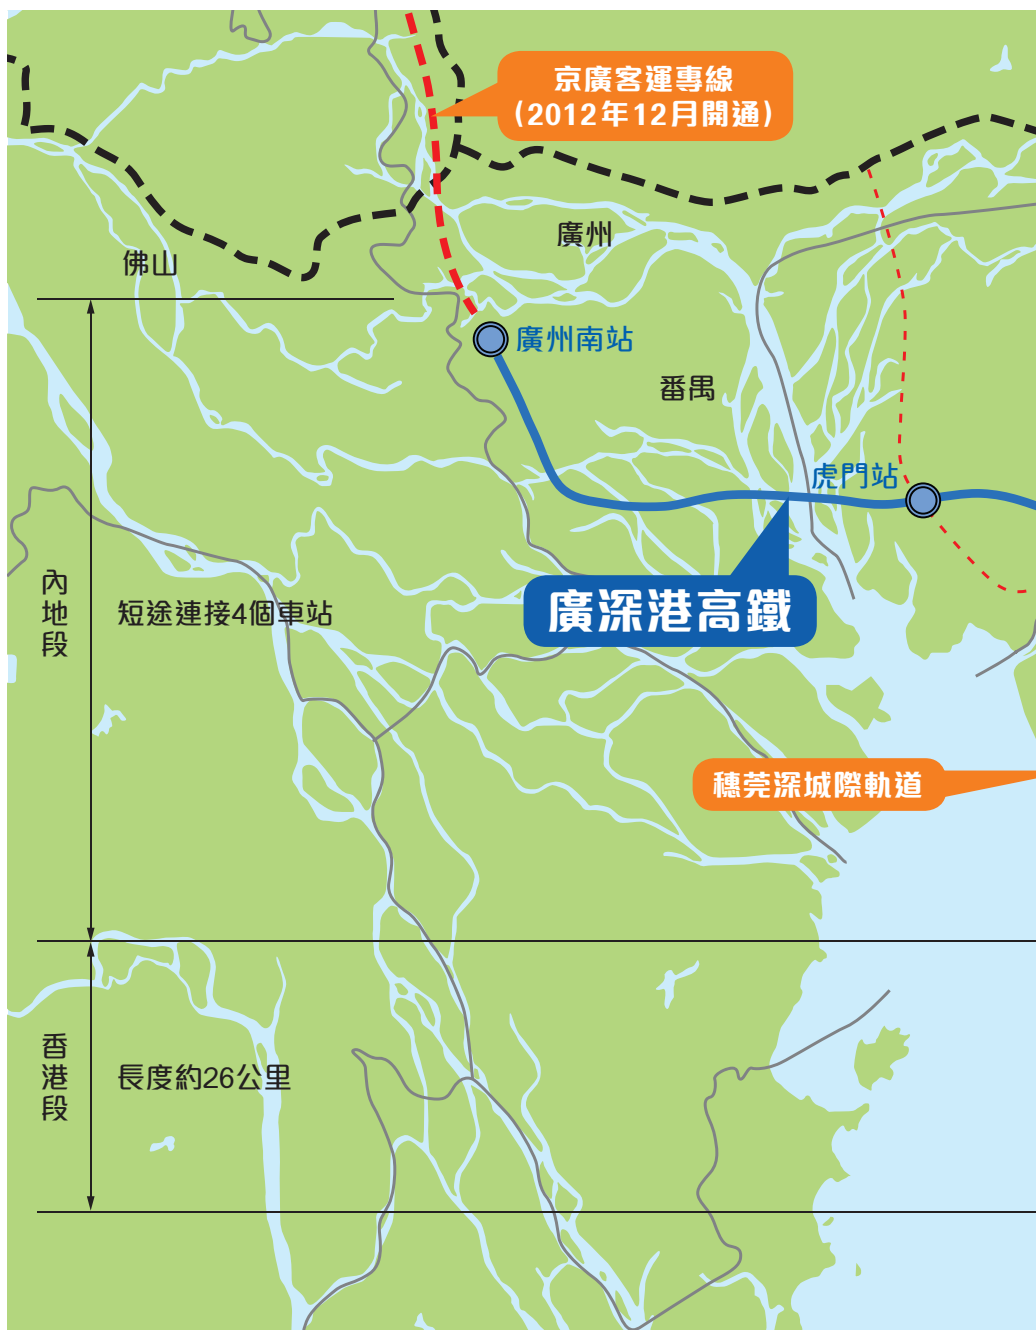 京廣客運專線
(2012年12月開通)
廣州
佛山
廣州南站
番禺
虎門站
廣深港高鐵
內地段
短途連接4個車站
穗莞深城際軌道
香港段
長度約26公里